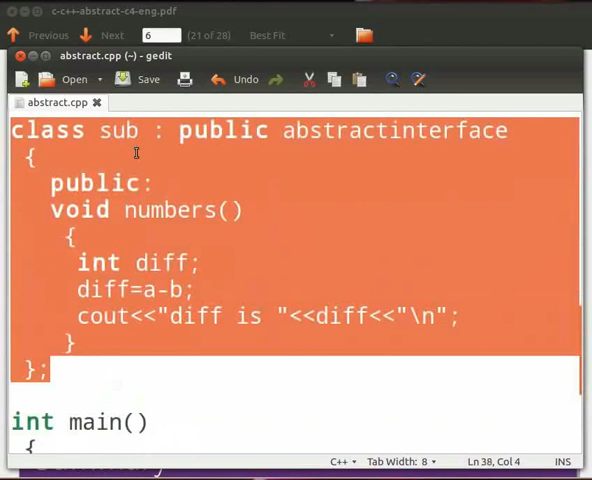 c-c++-abstract-c4-eng.pdf
Previous Next 6 (21 of 28) Best Fit
abstract.cpp (~) - gedit
Open Save Undo
abstract.cpp
class sub : public abstractinterface
{
public:
void numbers()
{
int diff;
diff=a-b;
cout<<"diff is "<<diff<<"\n";
}
};
int main()
{
C++ Tab Width: 8 Ln 38, Col 4 INS
Summary